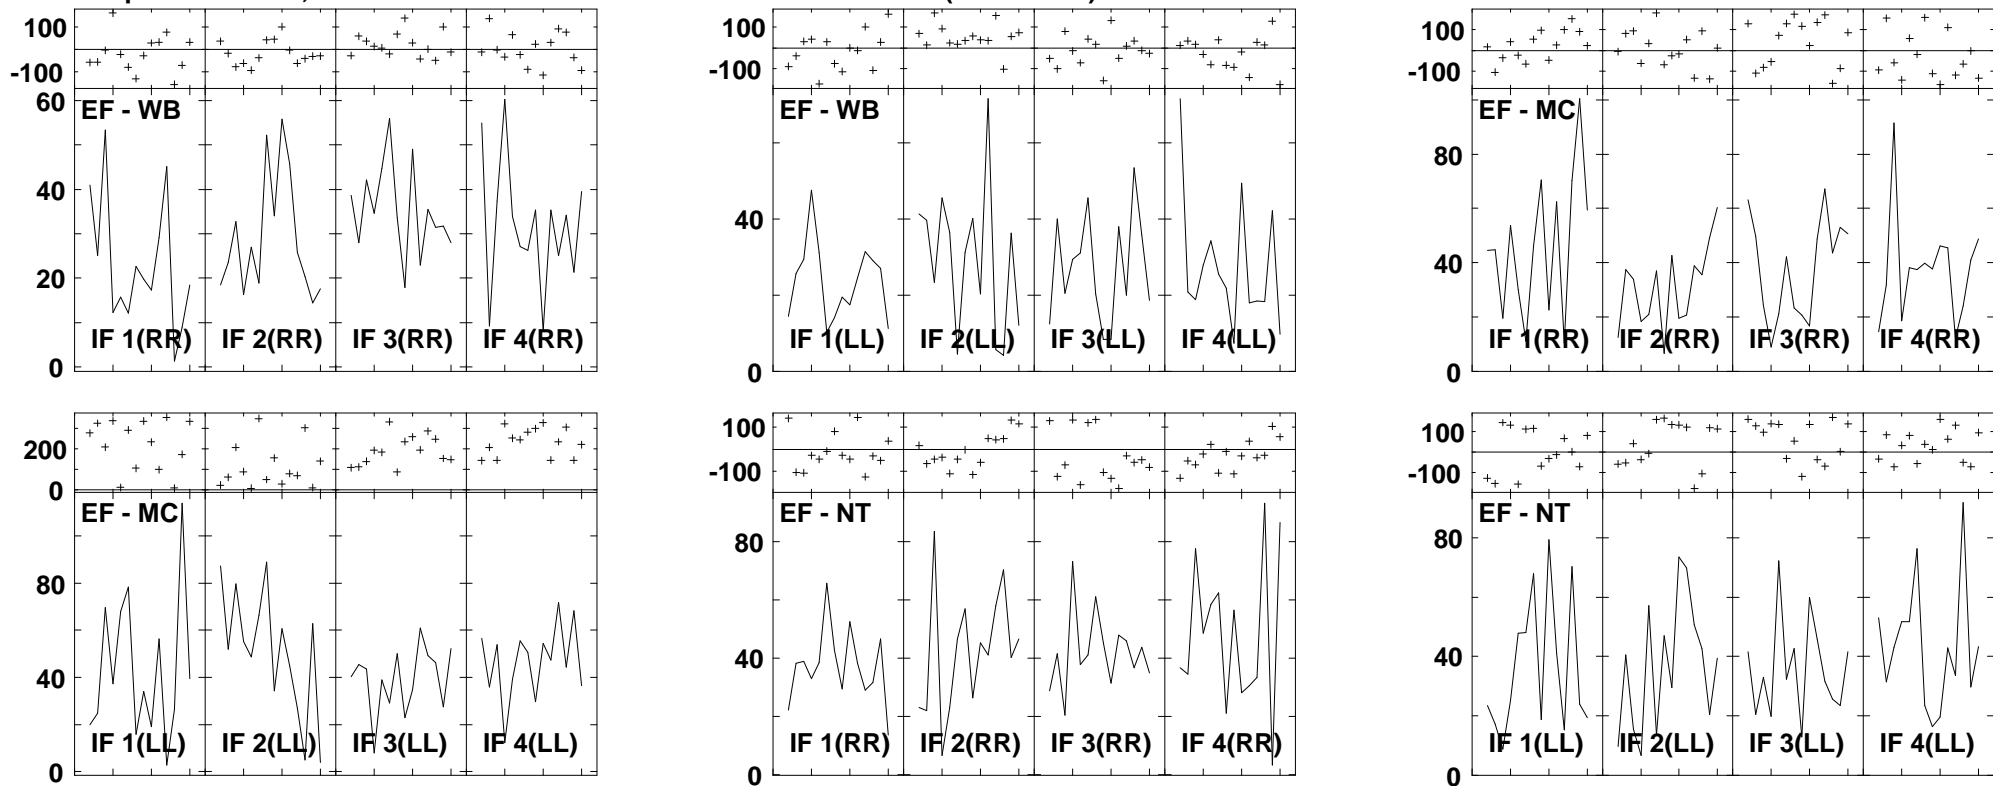 100
-100
60
EF - WB
40
20
0
IF 1(RR) IF 2(RR) IF 3(RR) IF 4(RR)
100
-100
EF - WB
40
0
IF 1(LL) IF 2(LL) IF 3(LL) IF 4(LL)
100
-100
EF - MC
80
40
0
IF 1(RR) IF 2(RR) IF 3(RR) IF 4(RR)
200
0
EF - MC
80
40
0
IF 1(LL) IF 2(LL) IF 3(LL) IF 4(LL)
100
-100
EF - NT
80
40
0
IF 1(RR) IF 2(RR) IF 3(RR) IF 4(RR)
100
-100
EF - NT
80
40
0
IF 1(LL) IF 2(LL) IF 3(LL) IF 4(LL)